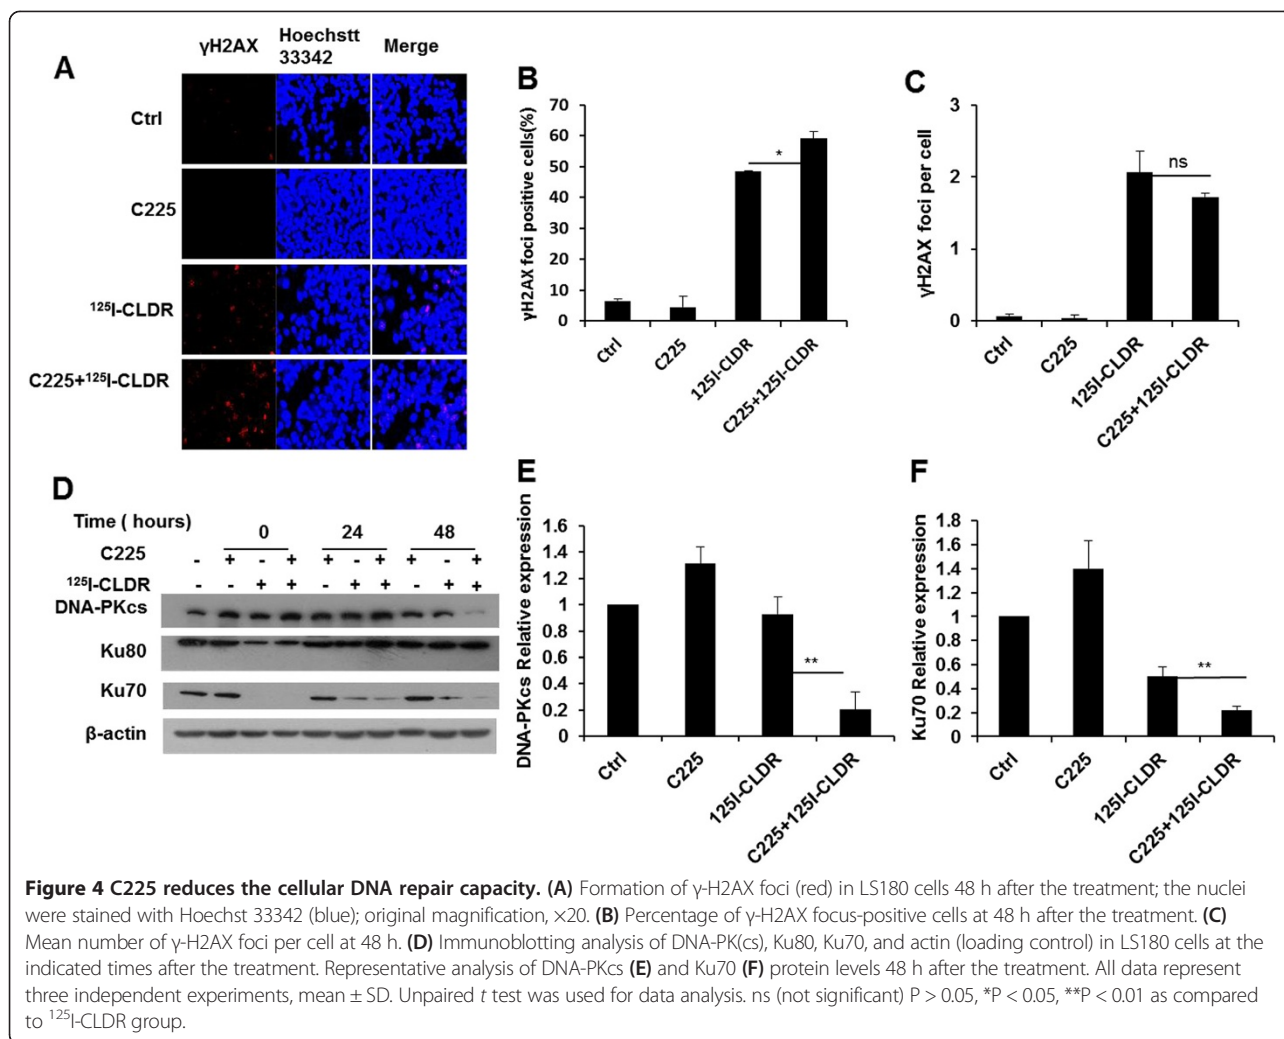 A
γH2AX
Hoechstt
33342
Merge
Ctrl
C225
¹²⁵I-CLDR
C225+¹²⁵I-CLDR
B
γH2AX foci positive cells(%)
70
60
50
40
30
20
10
0
*
Ctrl
C225
125I-CLDR
C225+125I-CLDR
C
γH2AX foci per cell
3
2
1
0
ns
Ctrl
C225
125I-CLDR
C225+125I-CLDR
D
Time ( hours)
0 24 48
C225 - + - + + - + + - +
¹²⁵I-CLDR - - + + - + + - + +
DNA-PKcs
Ku80
Ku70
β-actin
E
DNA-PKcs Relative expression
1.6
1.4
1.2
1
0.8
0.6
0.4
0.2
0
**
Ctrl
C225
125I-CLDR
C225+125I-CLDR
F
Ku70 Relative expression
1.8
1.6
1.4
1.2
1
0.8
0.6
0.4
0.2
0
**
Ctrl
C225
125I-CLDR
C225+125I-CLDR
Figure 4 C225 reduces the cellular DNA repair capacity. (A) Formation of γ-H2AX foci (red) in LS180 cells 48 h after the treatment; the nuclei
were stained with Hoechst 33342 (blue); original magnification, ×20. (B) Percentage of γ-H2AX focus-positive cells at 48 h after the treatment. (C)
Mean number of γ-H2AX foci per cell at 48 h. (D) Immunoblotting analysis of DNA-PK(cs), Ku80, Ku70, and actin (loading control) in LS180 cells at the
indicated times after the treatment. Representative analysis of DNA-PKcs (E) and Ku70 (F) protein levels 48 h after the treatment. All data represent
three independent experiments, mean ± SD. Unpaired t test was used for data analysis. ns (not significant) P > 0.05, *P < 0.05, **P < 0.01 as compared
to ¹²⁵I-CLDR group.